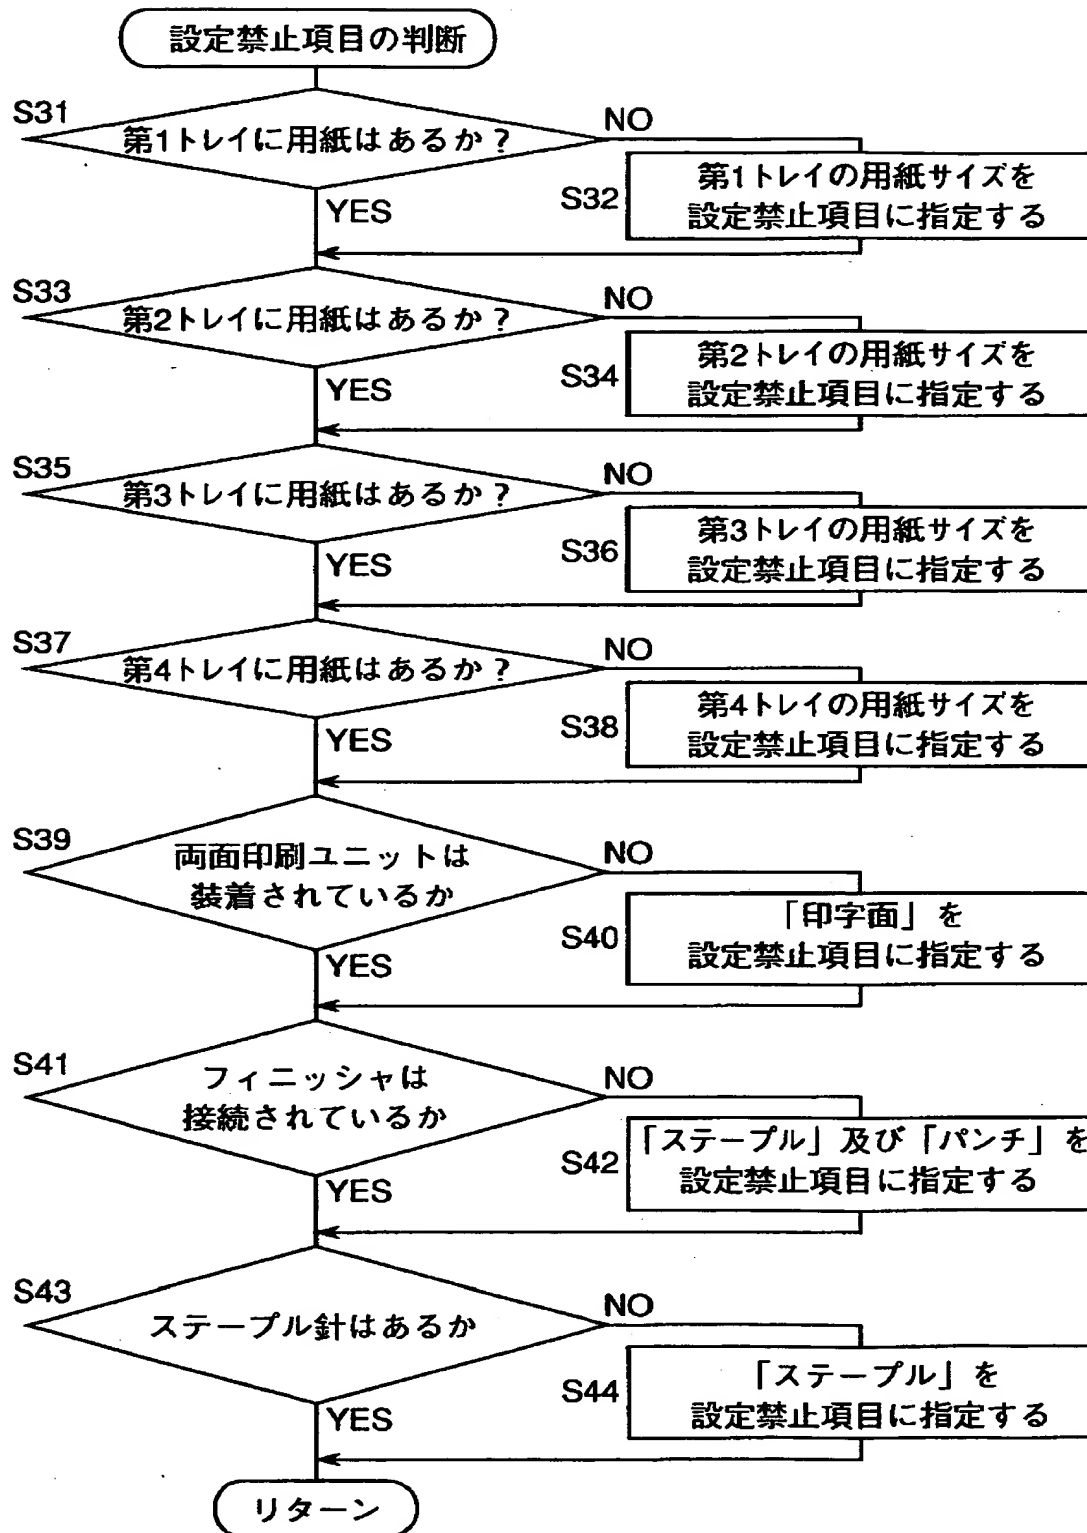 設定禁止項目の判断
S31
第1トレイに用紙はあるか？
NO
YES
S32
第1トレイの用紙サイズを
設定禁止項目に指定する
S33
第2トレイに用紙はあるか？
NO
YES
S34
第2トレイの用紙サイズを
設定禁止項目に指定する
S35
第3トレイに用紙はあるか？
NO
YES
S36
第3トレイの用紙サイズを
設定禁止項目に指定する
S37
第4トレイに用紙はあるか？
NO
YES
S38
第4トレイの用紙サイズを
設定禁止項目に指定する
S39
両面印刷ユニットは
装着されているか
NO
YES
S40
「印字面」を
設定禁止項目に指定する
S41
フィニッシャは
接続されているか
NO
YES
S42
「ステープル」及び「パンチ」を
設定禁止項目に指定する
S43
ステープル針はあるか
NO
YES
S44
「ステープル」を
設定禁止項目に指定する
リターン